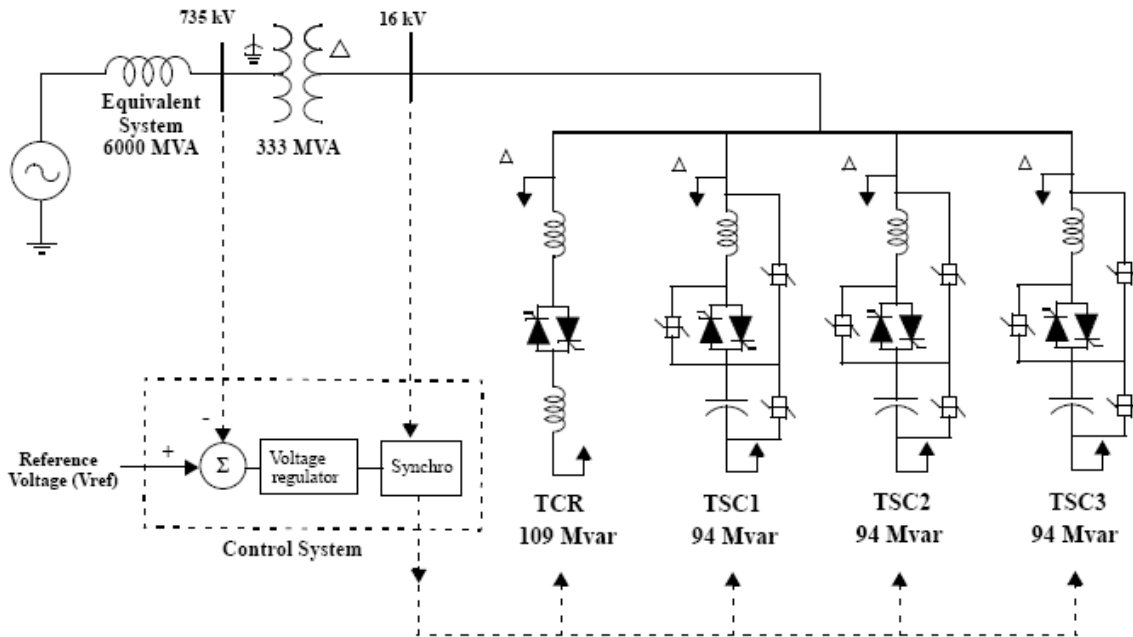 735 kV
16 kV
Δ
Equivalent
System
6000 MVA
333 MVA
Δ
Δ
Δ
Δ
-
+
Σ
Reference
Voltage (Vref)
Voltage
regulator
Synchro
Control System
TCR
109 Mvar
TSC1
94 Mvar
TSC2
94 Mvar
TSC3
94 Mvar